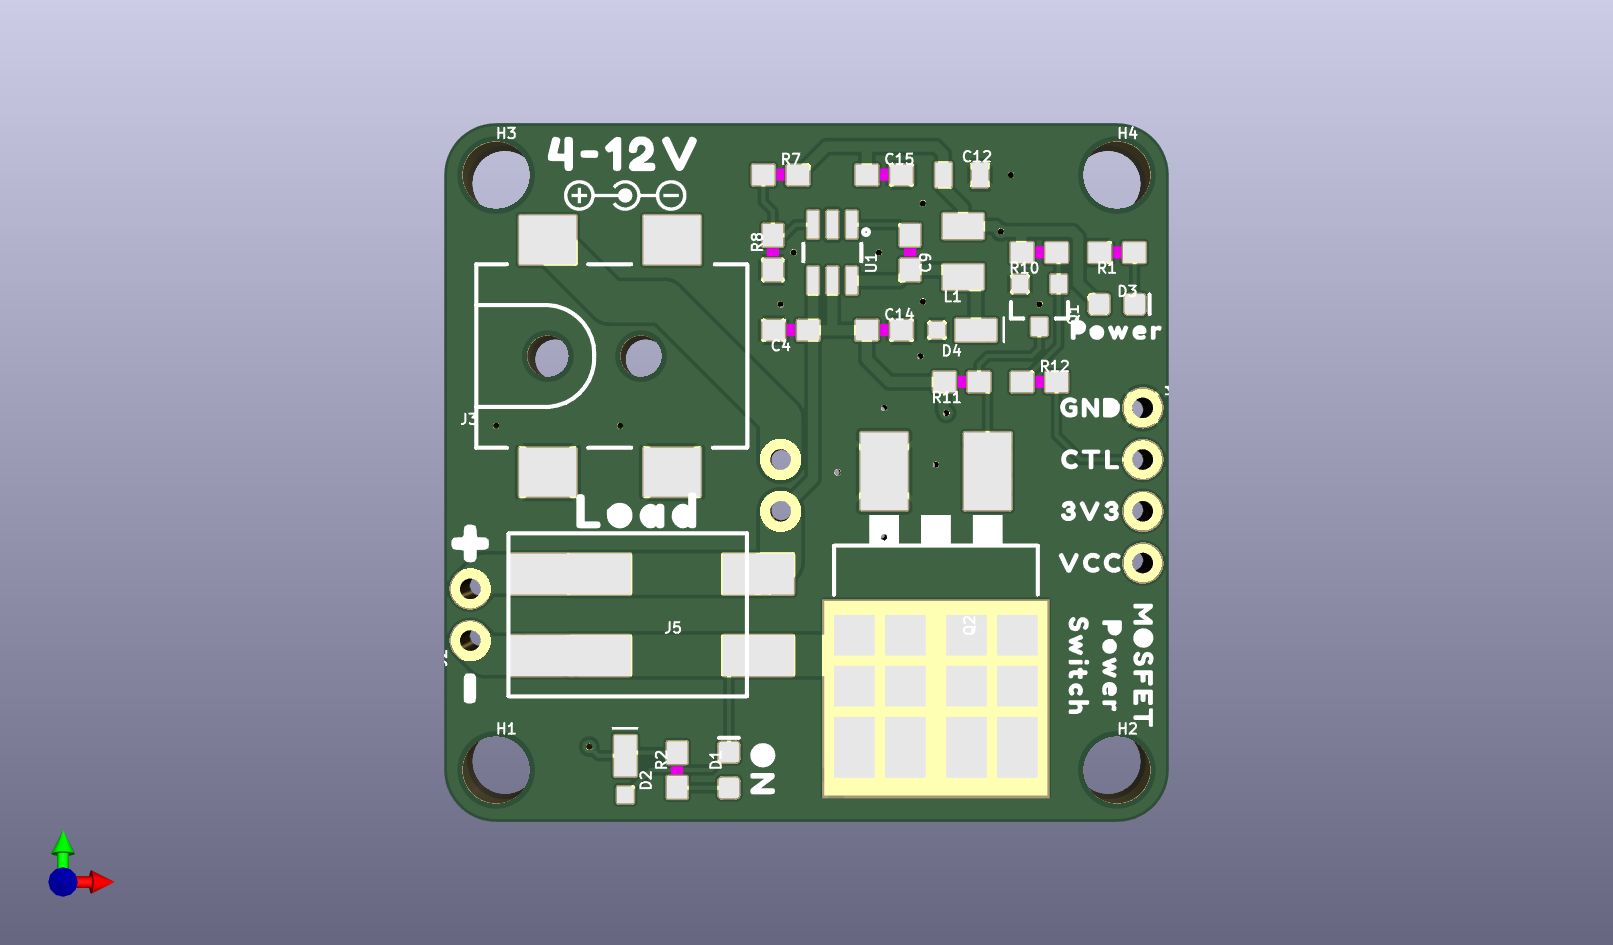 H3
H4
4-12V
R7
C15
C12
R8
U1
C9
R10
R1
L1
D3
C14
Power
C4
D4
R12
R11
GND
J3
CTL
Load
3V3
VCC
J5
Q2
MOSFET
Power
Switch
H1
H2
R2
D1
D2
ON